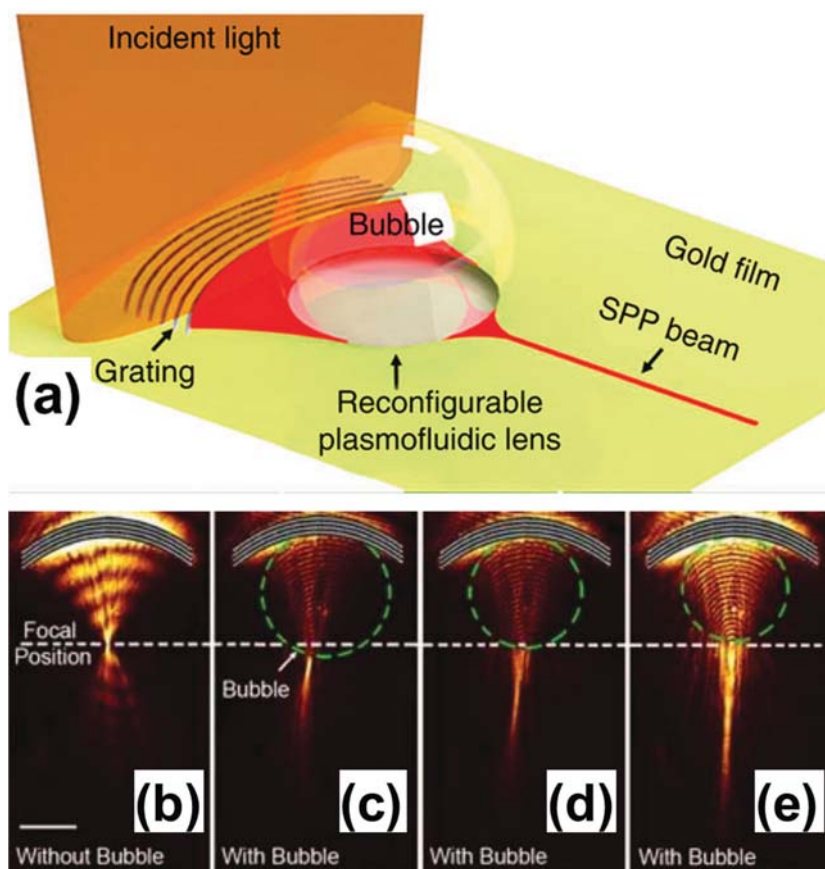 Incident light
Bubble
Gold film
SPP beam
Grating
(a)
Reconfigurable
plasmofluidic lens
Focal
Position
Bubble
(b)
(c)
(d)
(e)
Without Bubble
With Bubble
With Bubble
With Bubble